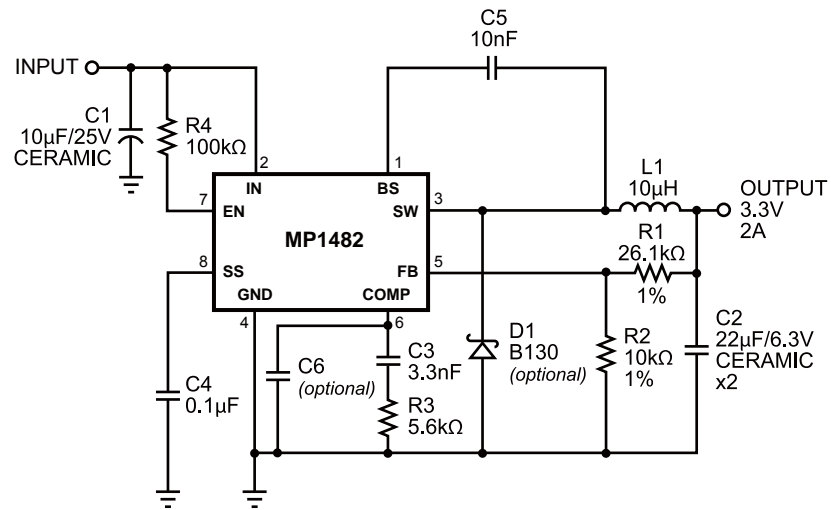 C5
10nF
INPUT
C1
10µF/25V
CERAMIC
R4
100kΩ
2
1
IN
BS
L1
10µH
OUTPUT
3.3V
2A
7
EN
SW
3
MP1482
R1
26.1kΩ
1%
8
SS
FB
5
GND
COMP
4
6
C4
0.1µF
C6
(optional)
C3
3.3nF
R3
5.6kΩ
D1
B130
(optional)
R2
10kΩ
1%
C2
22µF/6.3V
CERAMIC
x2